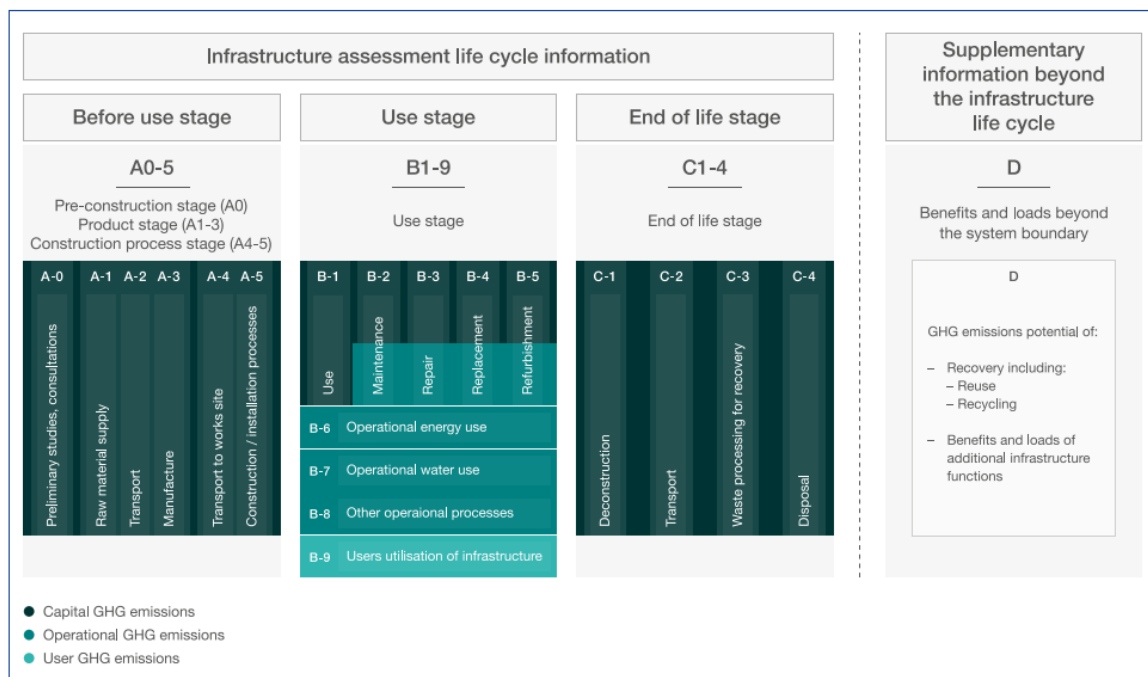 Infrastructure assessment life cycle information
Supplementary
information beyond
the infrastructure
life cycle
Before use stage
Use stage
End of life stage
A0-5
Pre-construction stage (A0)
Product stage (A1-3)
Construction process stage (A4-5)
B1-9
Use stage
C1-4
End of life stage
D
Benefits and loads beyond
the system boundary
A-0
Preliminary studies, consultations
A-1
Raw material supply
A-2
Transport
A-3
Manufacture
A-4
Transport to works site
A-5
Construction / installation processes
B-1
Use
B-2
Maintenance
B-3
Repair
B-4
Replacement
B-5
Refurbishment
B-6 Operational energy use
B-7 Operational water use
B-8 Other operaional processes
B-9 Users utilisation of infrastructure
C-1
Deconstruction
C-2
Transport
C-3
Waste processing for recovery
C-4
Disposal
D
GHG emissions potential of:
– Recovery including:
– Reuse
– Recycling
– Benefits and loads of
additional infrastructure
functions
Capital GHG emissions
Operational GHG emissions
User GHG emissions